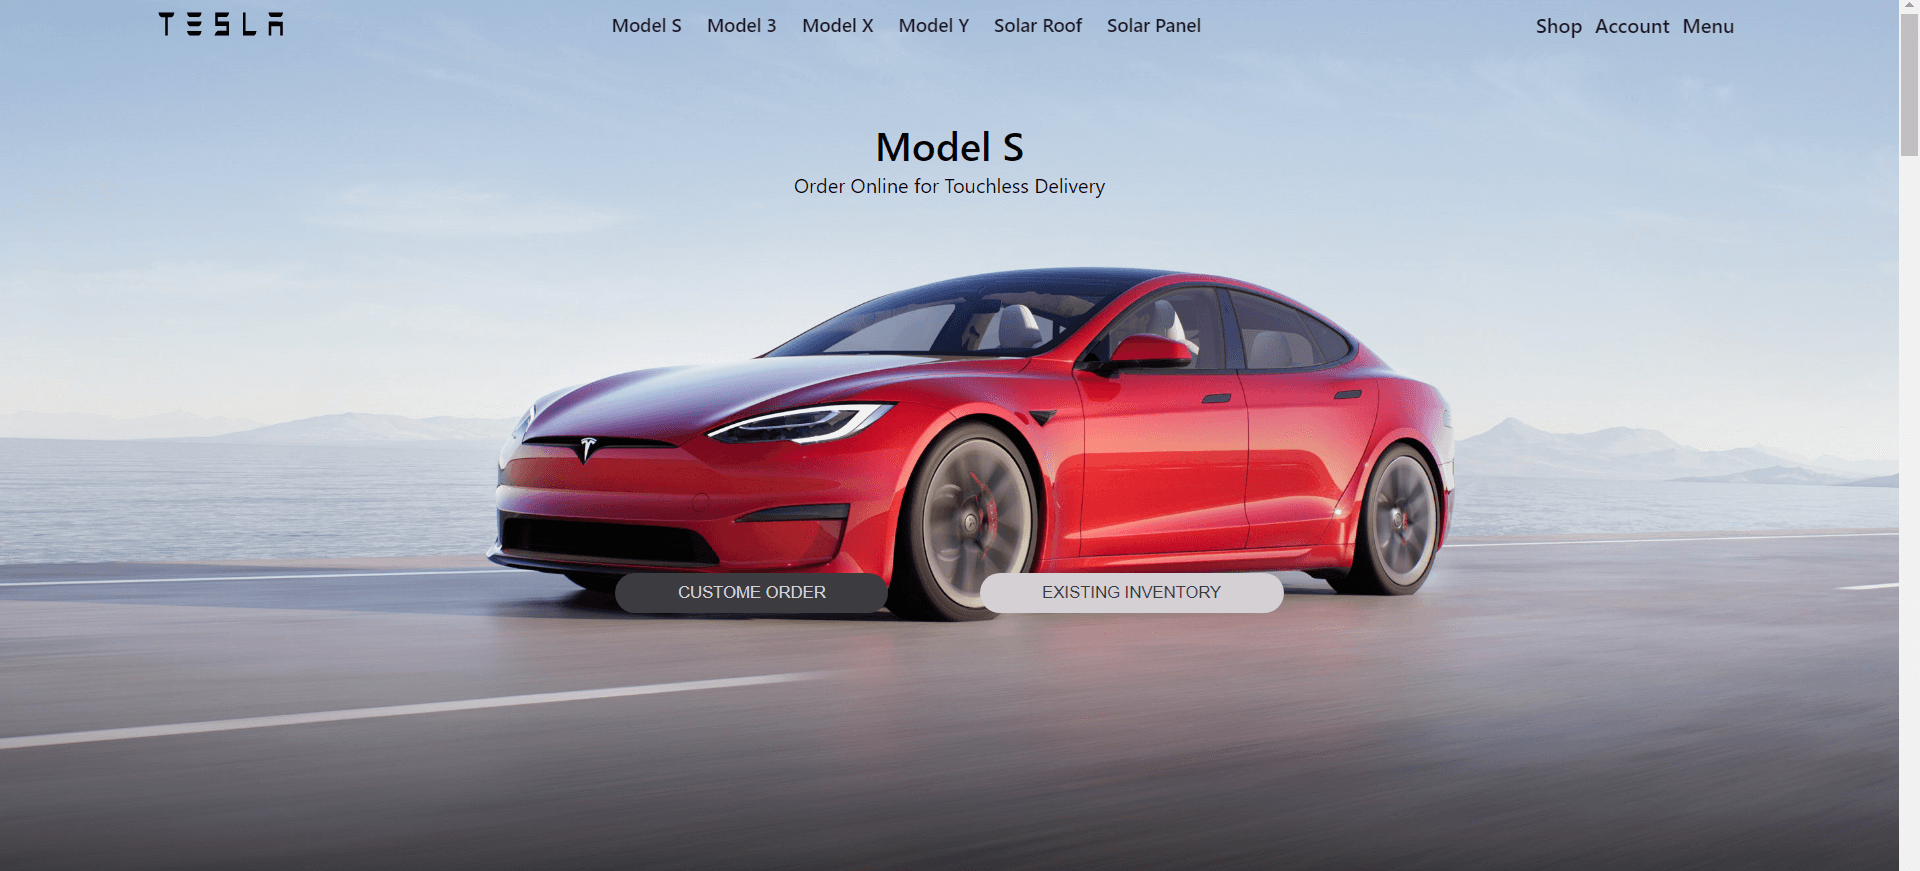 TESLA
Model S Model 3 Model X Model Y Solar Roof Solar Panel
Shop Account Menu
Model S
Order Online for Touchless Delivery
CUSTOME ORDER
EXISTING INVENTORY